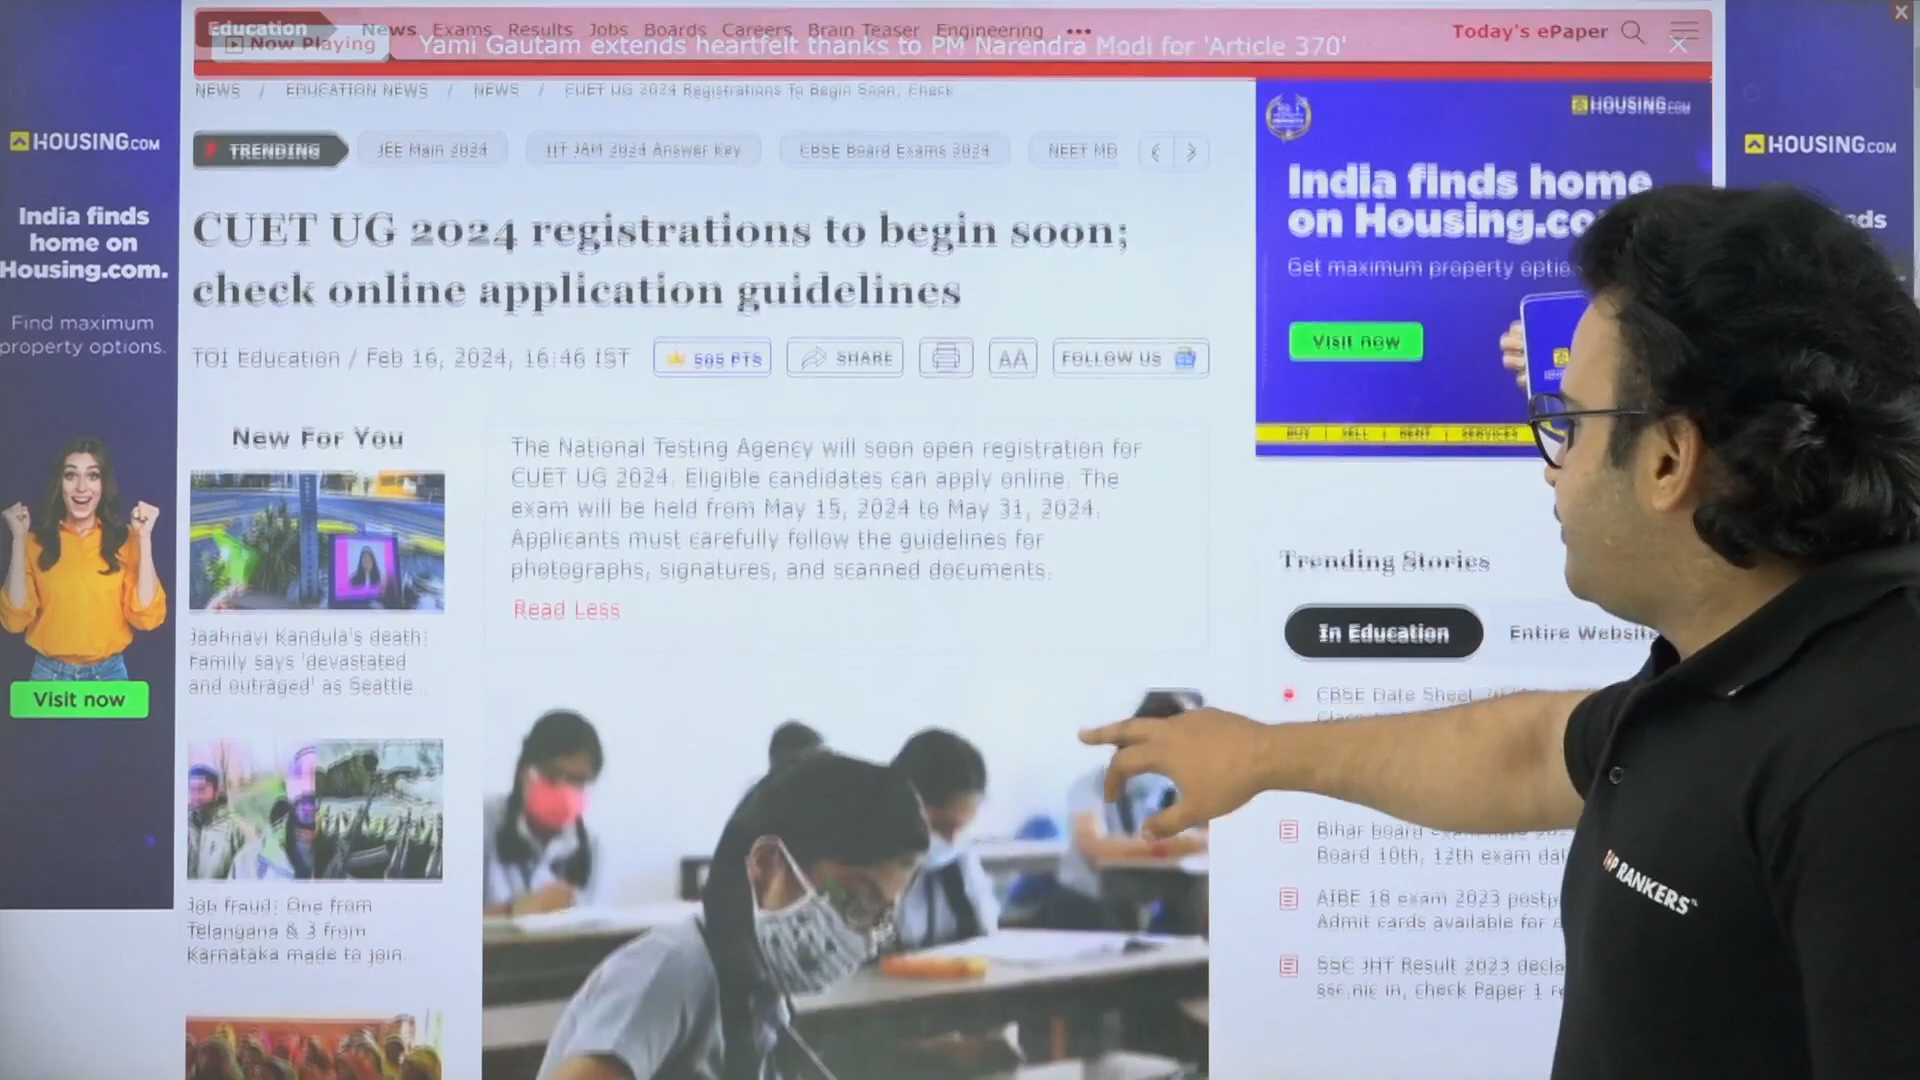 Education
News Exams Results Jobs Boards Careers Brain Teaser Engineering •••
Today's ePaper
Now Playing
Yami Gautam extends heartfelt thanks to PM Narendra Modi for 'Article 370'
NEWS / EDUCATION NEWS / NEWS / CUET UG 2024 Registrations To Begin Soon, Check
TRENDING
JEE Main 2024
IIT JAM 2024 Answer Key
CBSE Board Exams 2024
NEET MD
CUET UG 2024 registrations to begin soon;
check online application guidelines
TOI Education / Feb 16, 2024, 16:46 IST
505 PTS
SHARE
AA
FOLLOW US
New For You
Jaahnavi Kandula's death:
Family says 'devastated
and outraged' as Seattle...
Job fraud: One from
Telangana & 3 from
Karnataka made to join...
The National Testing Agency will soon open registration for
CUET UG 2024. Eligible candidates can apply online. The
exam will be held from May 15, 2024 to May 31, 2024.
Applicants must carefully follow the guidelines for
photographs, signatures, and scanned documents.
Read Less
HOUSING.COM
India finds
home on
Housing.com.
Find maximum
property options.
Visit now
HOUSING.COM
India finds home
on Housing.co
Get maximum property optio
Visit now
BUY | SELL | RENT | SERVICES
HOUSING.COM
nds
Trending Stories
In Education
Entire Website
CBSE Date Sheet
Bihar board
Board 10th, 12th exam dat
AIBE 18 exam 2023 postp
Admit cards available for
SSC JHT Result 2023 decla
ssc.nic.in, check Paper 1 re
TOP RANKERS